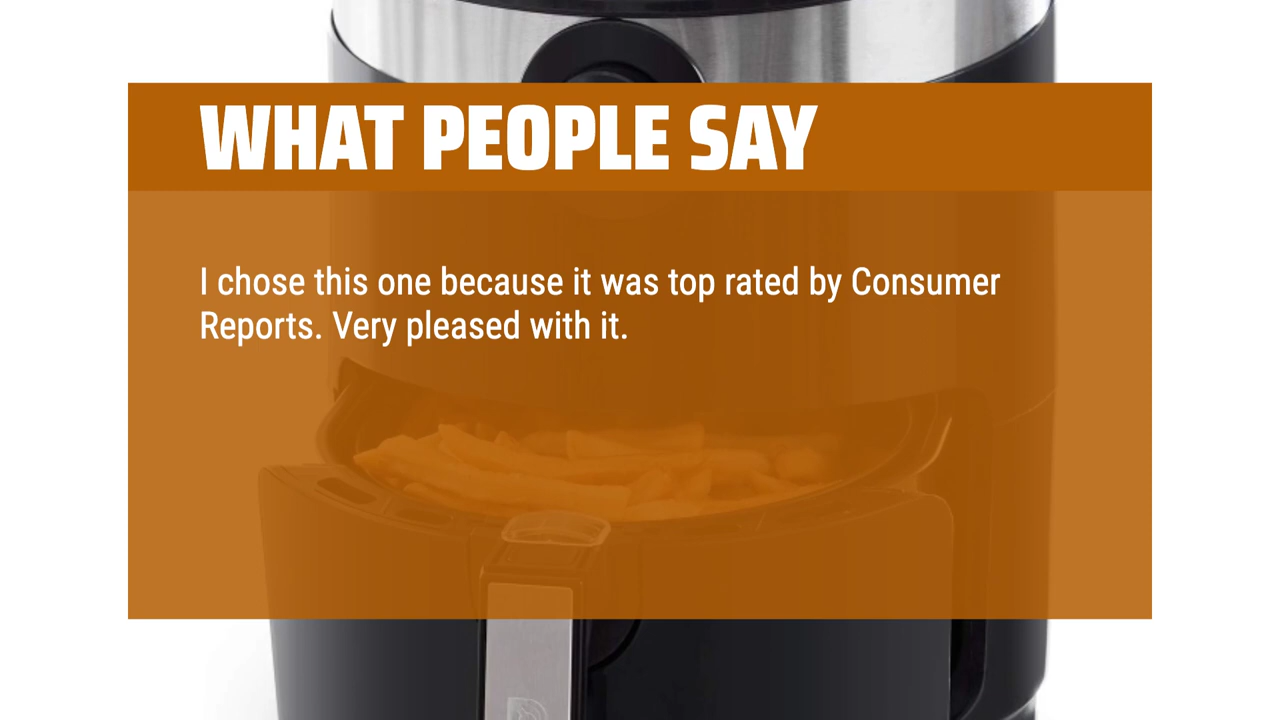 WHAT PEOPLE SAY
I chose this one because it was top rated by Consumer
Reports. Very pleased with it.